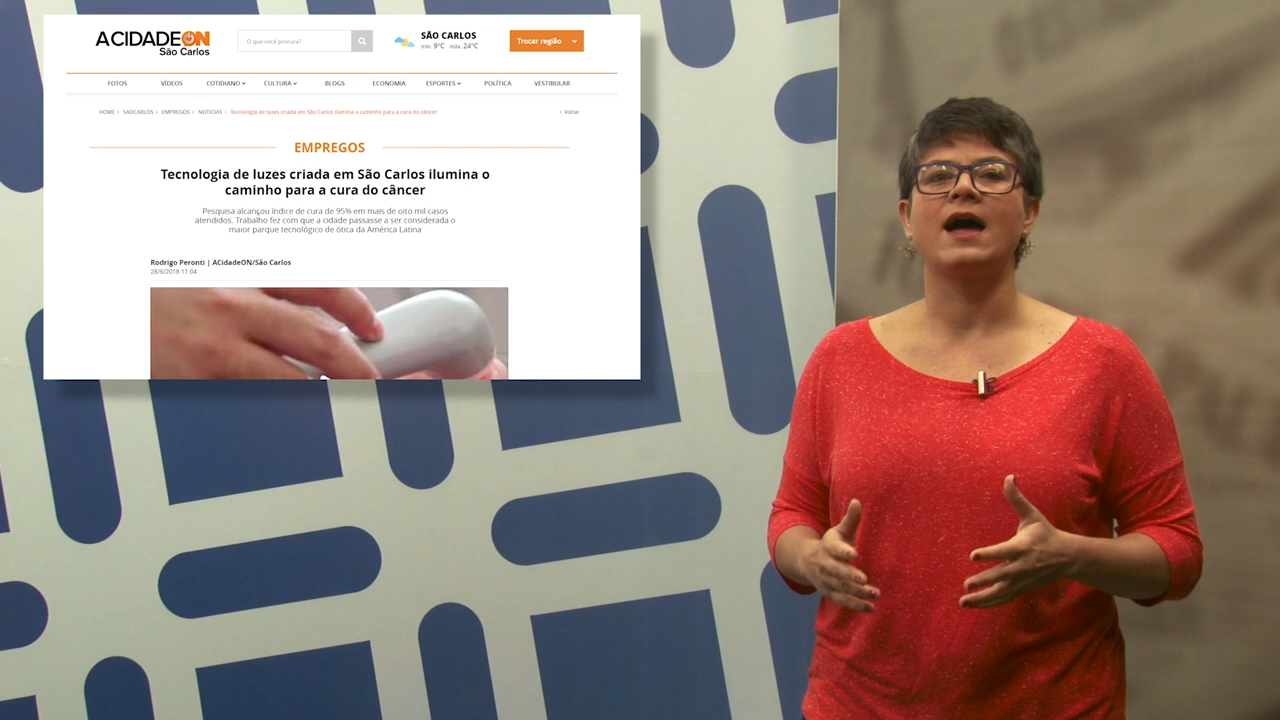 ACIDADEON
São Carlos
O que você procura?
SÃO CARLOS
mín. 9ºC máx. 24ºC
Trocar região
FOTOS VÍDEOS COTIDIANO CULTURA BLOGS ECONOMIA ESPORTES POLÍTICA VESTIBULAR
HOME › SAOCARLOS › EMPREGOS › NOTICIAS › Tecnologia de luzes criada em São Carlos ilumina o caminho para a cura do câncer
‹ Voltar
EMPREGOS
Tecnologia de luzes criada em São Carlos ilumina o
caminho para a cura do câncer
Pesquisa alcançou índice de cura de 95% em mais de oito mil casos
atendidos. Trabalho fez com que a cidade passasse a ser considerada o
maior parque tecnológico de ótica da América Latina
Rodrigo Peronti | ACidadeON/São Carlos
28/6/2018 11:04